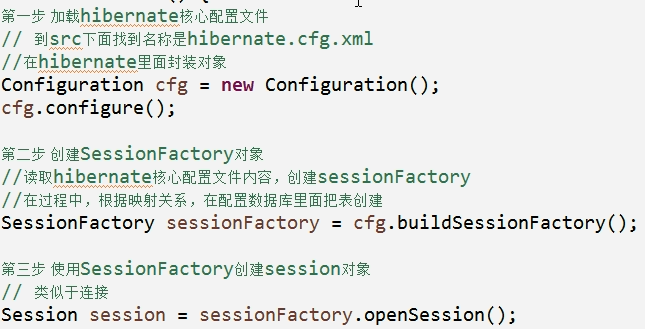 第一步 加载hibernate核心配置文件
// 到src下面找到名称是hibernate.cfg.xml
//在hibernate里面封装对象
Configuration cfg = new Configuration();
cfg.configure();
第二步 创建SessionFactory对象
//读取hibernate核心配置文件内容，创建sessionFactory
//在过程中，根据映射关系，在配置数据库里面把表创建
SessionFactory sessionFactory = cfg.buildSessionFactory();
第三步 使用SessionFactory创建session对象
// 类似于连接
Session session = sessionFactory.openSession();